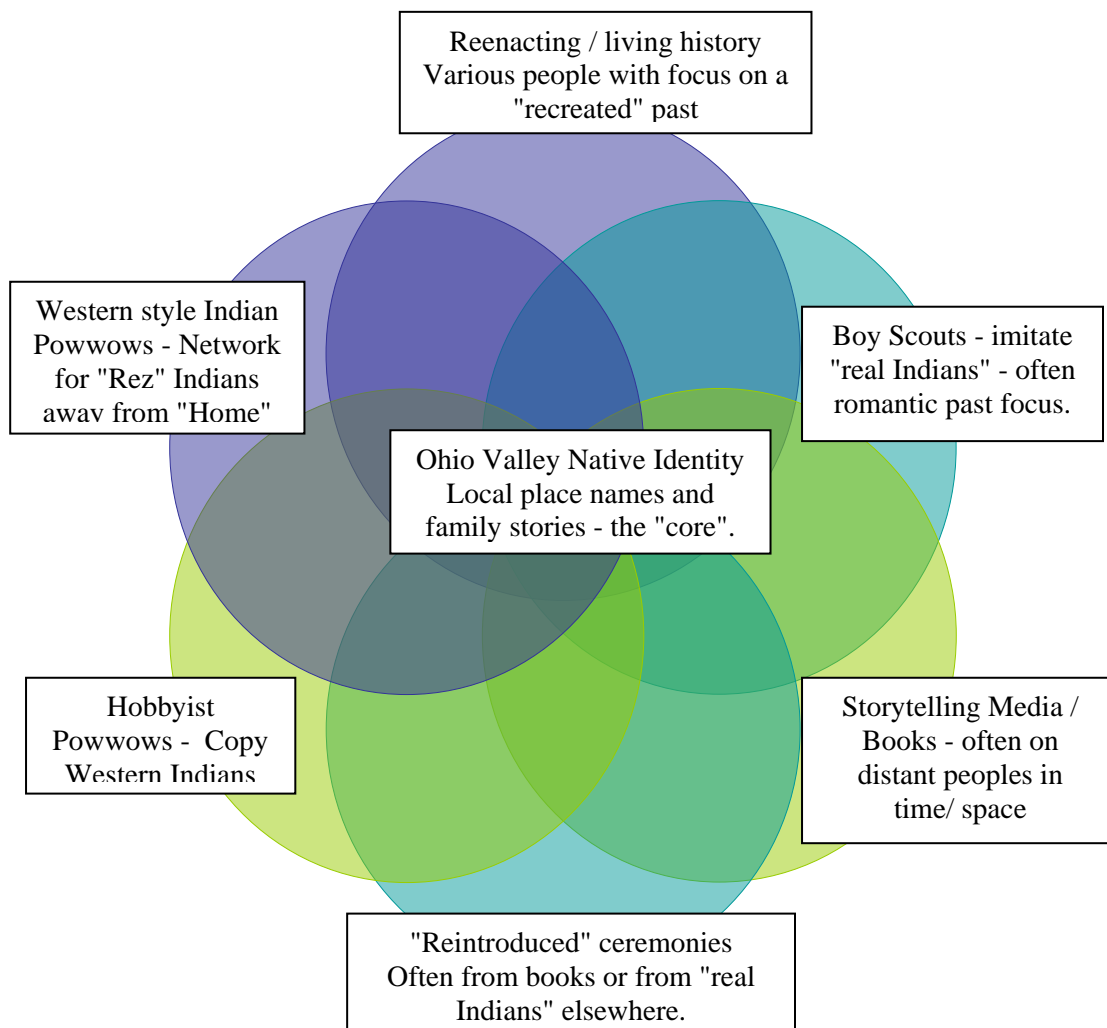 Reenacting / living history
Various people with focus on a
"recreated" past
Western style Indian
Powwows - Network
for "Rez" Indians
away from "Home"
Boy Scouts - imitate
"real Indians" - often
romantic past focus.
Ohio Valley Native Identity
Local place names and
family stories - the "core".
Hobbyist
Powwows -  Copy
Western Indians
Storytelling Media /
Books - often on
distant peoples in
time/ space
"Reintroduced" ceremonies
Often from books or from "real
Indians" elsewhere.